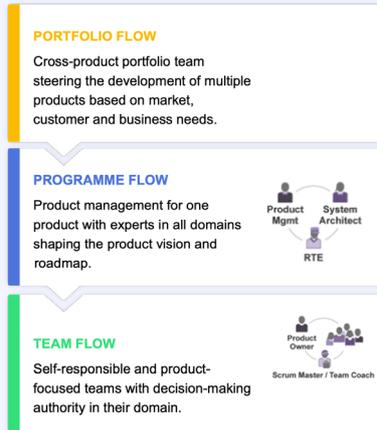 PORTFOLIO FLOW
Cross-product portfolio team
steering the development of multiple
products based on market,
customer and business needs.
PROGRAMME FLOW
Product management for one
product with experts in all domains
shaping the product vision and
roadmap.
Product
Mgmt
System
Architect
RTE
TEAM FLOW
Self-responsible and product-
focused teams with decision-making
authority in their domain.
Product
Owner
Scrum Master / Team Coach